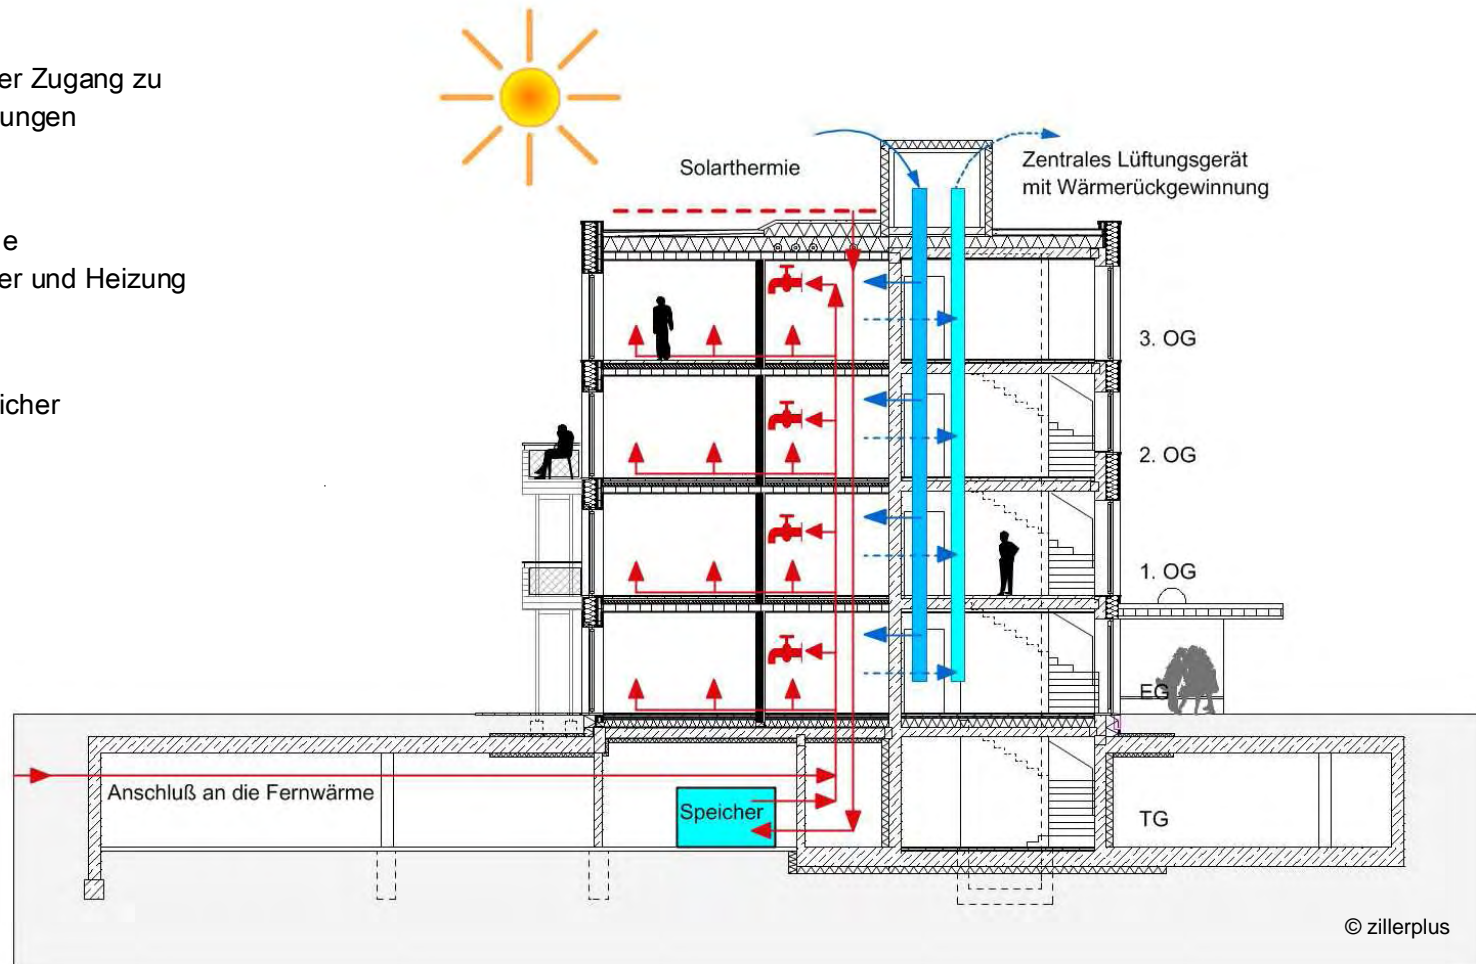 er Zugang zu
ungen
e
er und Heizung
icher
Solarthermie
Zentrales Lüftungsgerät
mit Wärmerückgewinnung
3. OG
2. OG
1. OG
EG
Anschluß an die Fernwärme
Speicher
TG
© zillerplus